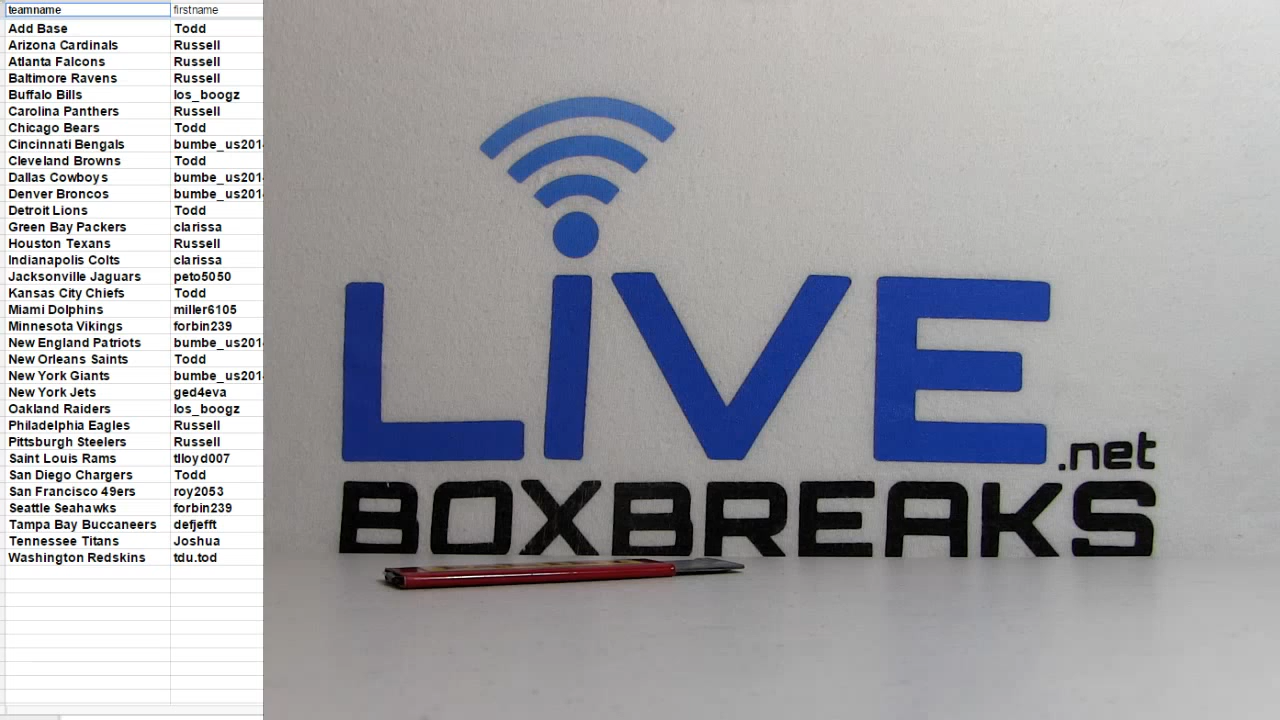 teamname firstname
Add Base Todd
Arizona Cardinals Russell
Atlanta Falcons Russell
Baltimore Ravens Russell
Buffalo Bills los_boogz
Carolina Panthers Russell
Chicago Bears Todd
Cincinnati Bengals bumbe_us201
Cleveland Browns Todd
Dallas Cowboys bumbe_us201
Denver Broncos bumbe_us201
Detroit Lions Todd
Green Bay Packers clarissa
Houston Texans Russell
Indianapolis Colts clarissa
Jacksonville Jaguars peto5050
Kansas City Chiefs Todd
Miami Dolphins miller6105
Minnesota Vikings forbin239
New England Patriots bumbe_us201
New Orleans Saints Todd
New York Giants bumbe_us201
New York Jets ged4eva
Oakland Raiders los_boogz
Philadelphia Eagles Russell
Pittsburgh Steelers Russell
Saint Louis Rams tlloyd007
San Diego Chargers Todd
San Francisco 49ers roy2053
Seattle Seahawks forbin239
Tampa Bay Buccaneers defjefft
Tennessee Titans Joshua
Washington Redskins tdu.tod
LiVE.net
BOXBREAKS